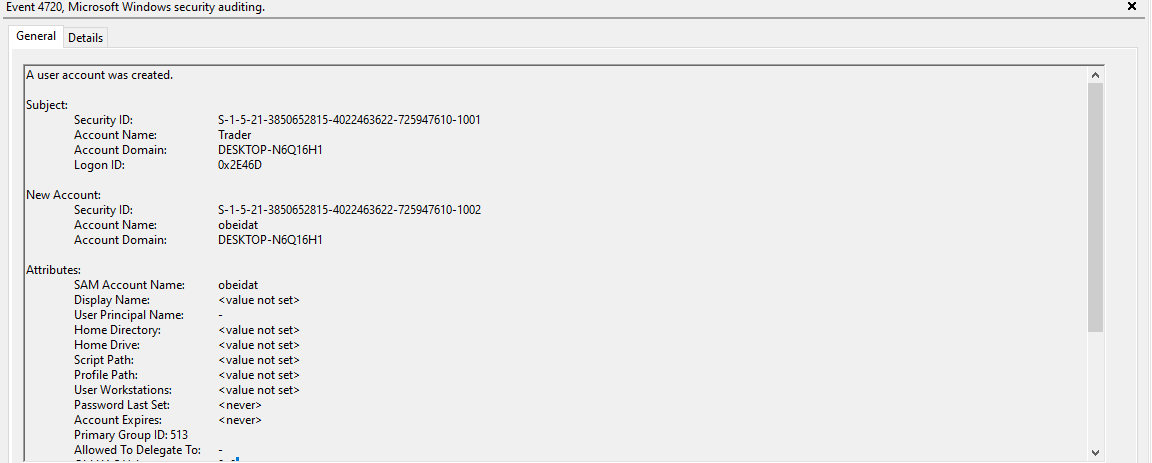 Event 4720, Microsoft Windows security auditing.
General Details
A user account was created.
Subject:
Security ID: S-1-5-21-3850652815-4022463622-725947610-1001
Account Name: Trader
Account Domain: DESKTOP-N6Q16H1
Logon ID: 0x2E46D
New Account:
Security ID: S-1-5-21-3850652815-4022463622-725947610-1002
Account Name: obeidat
Account Domain: DESKTOP-N6Q16H1
Attributes:
SAM Account Name: obeidat
Display Name: <value not set>
User Principal Name: -
Home Directory: <value not set>
Home Drive: <value not set>
Script Path: <value not set>
Profile Path: <value not set>
User Workstations: <value not set>
Password Last Set: <never>
Account Expires: <never>
Primary Group ID: 513
Allowed To Delegate To: -